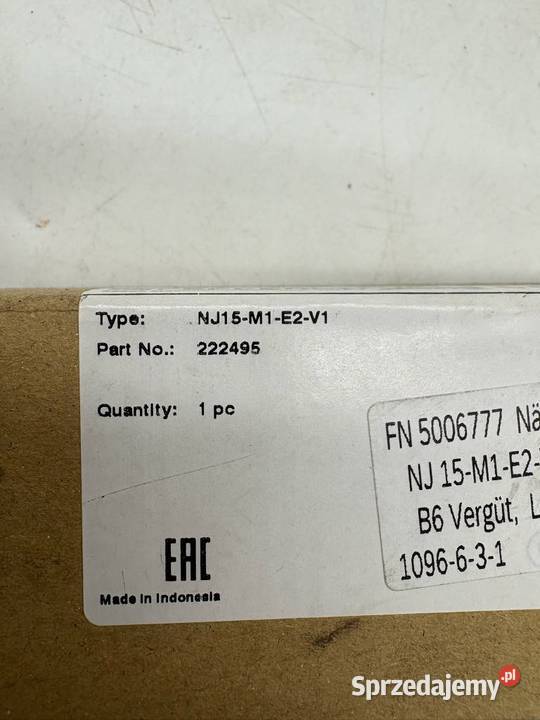 Type: NJ15-M1-E2-V1
Part No.: 222495
Quantity: 1 pc
EAC
Made in Indonesia
FN 5006777
NJ 15-M1-E2-
B6 Vergüt,
1096-6-3-1
Sprzedajemy.pl